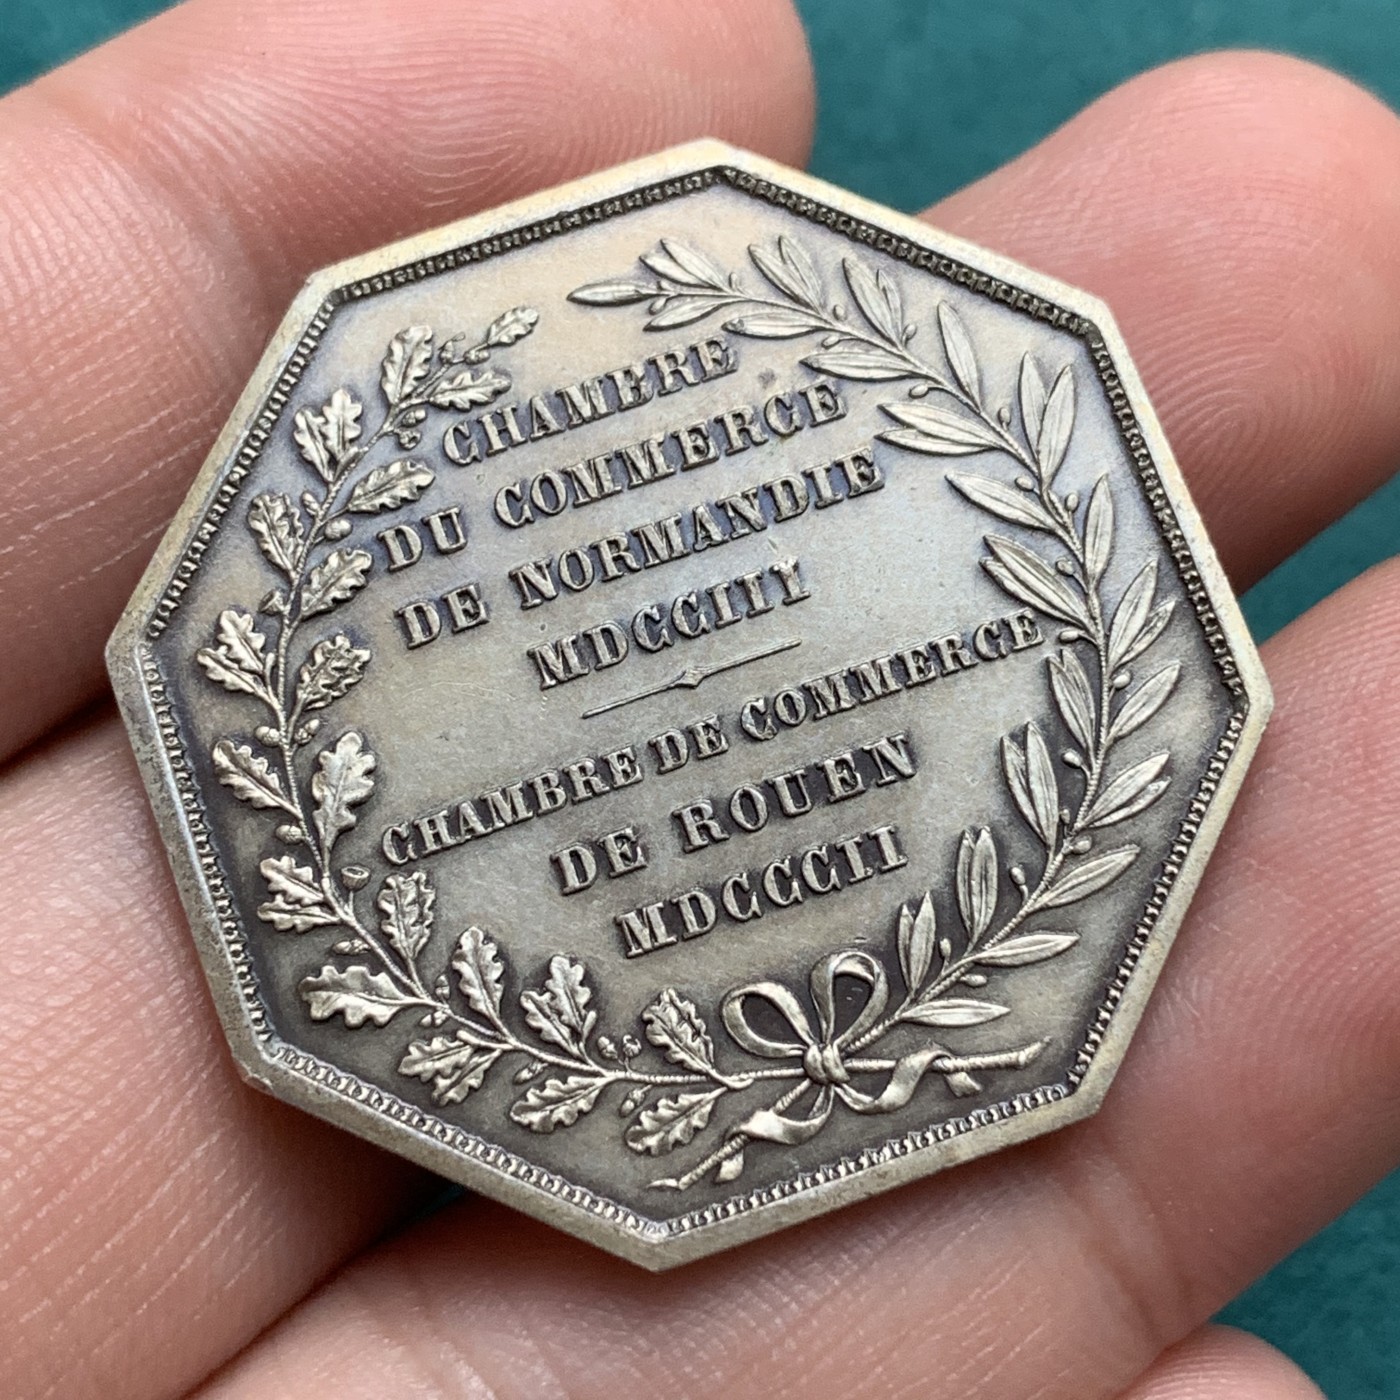 CHAMBRE
DU COMMERCE
DE NORMANDIE
MDCCIII
CHAMBRE DE COMMERCE
DE ROUEN
MDCCCII